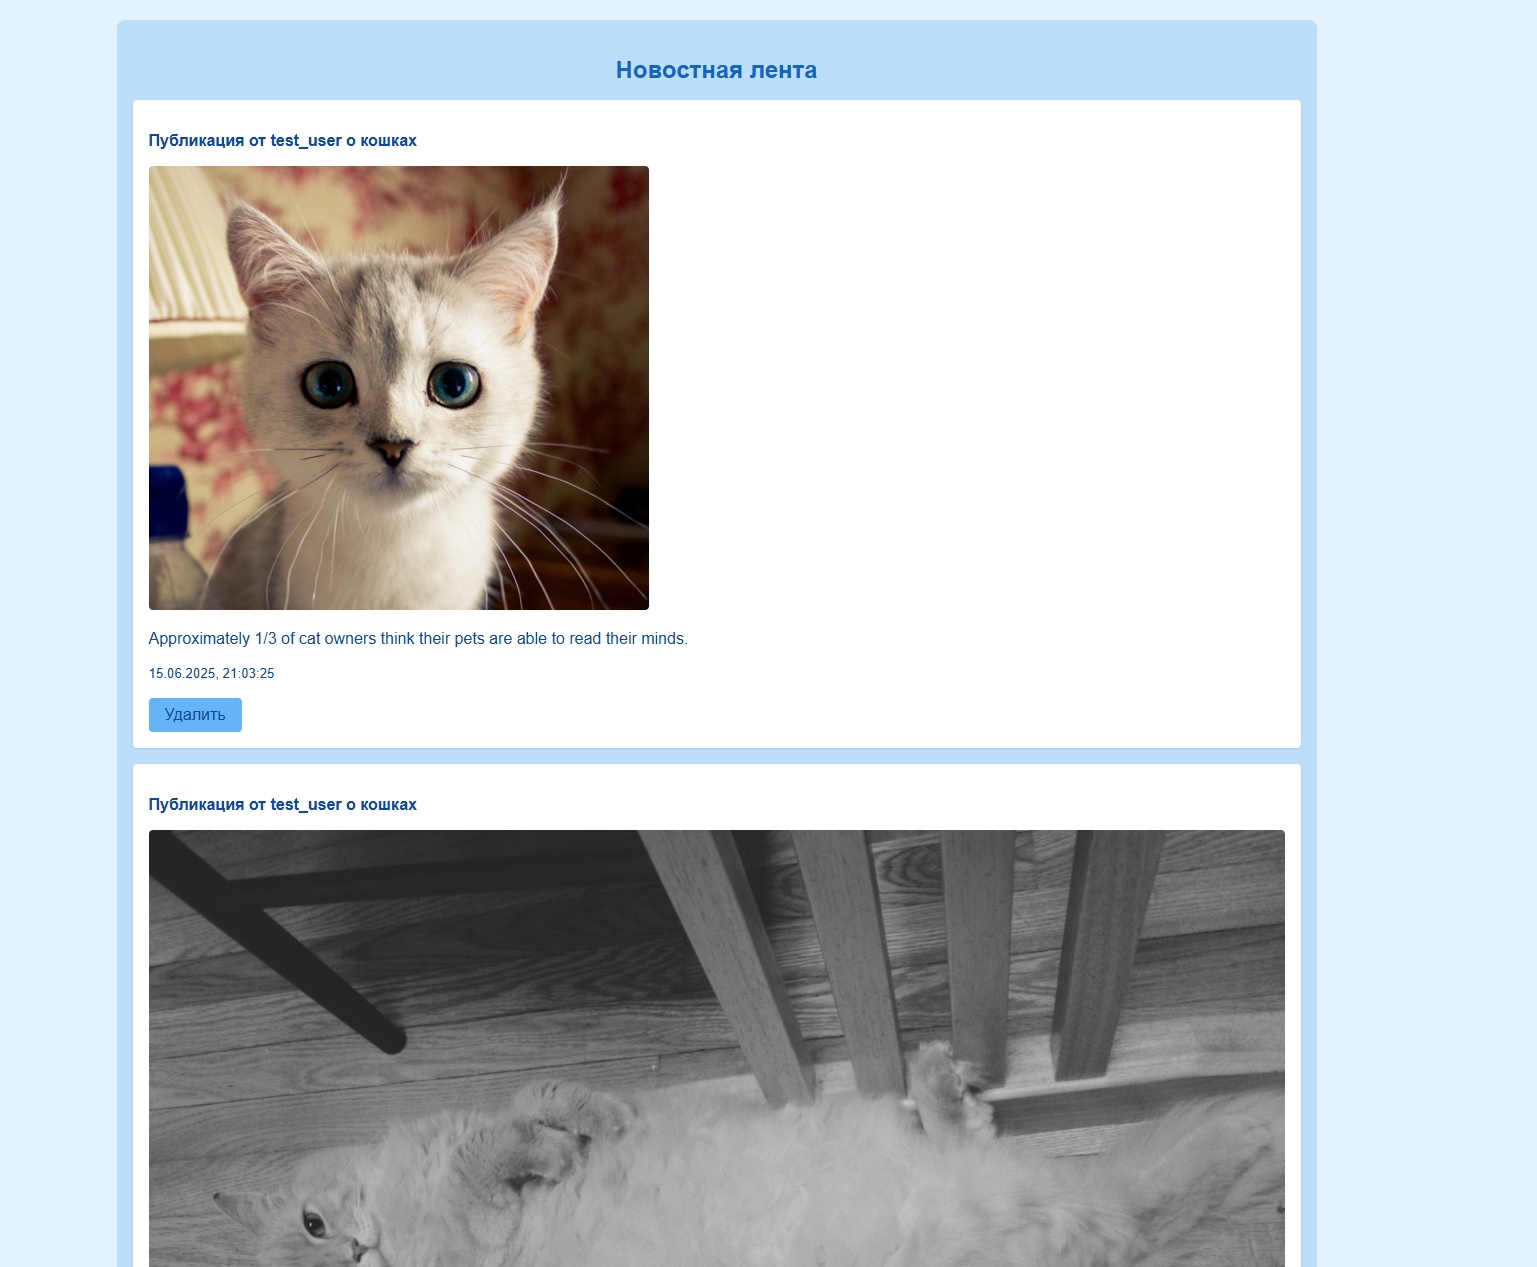 Новостная лента
Публикация от test_user о кошках
Approximately 1/3 of cat owners think their pets are able to read their minds.
15.06.2025, 21:03:25
Удалить
Публикация от test_user о кошках